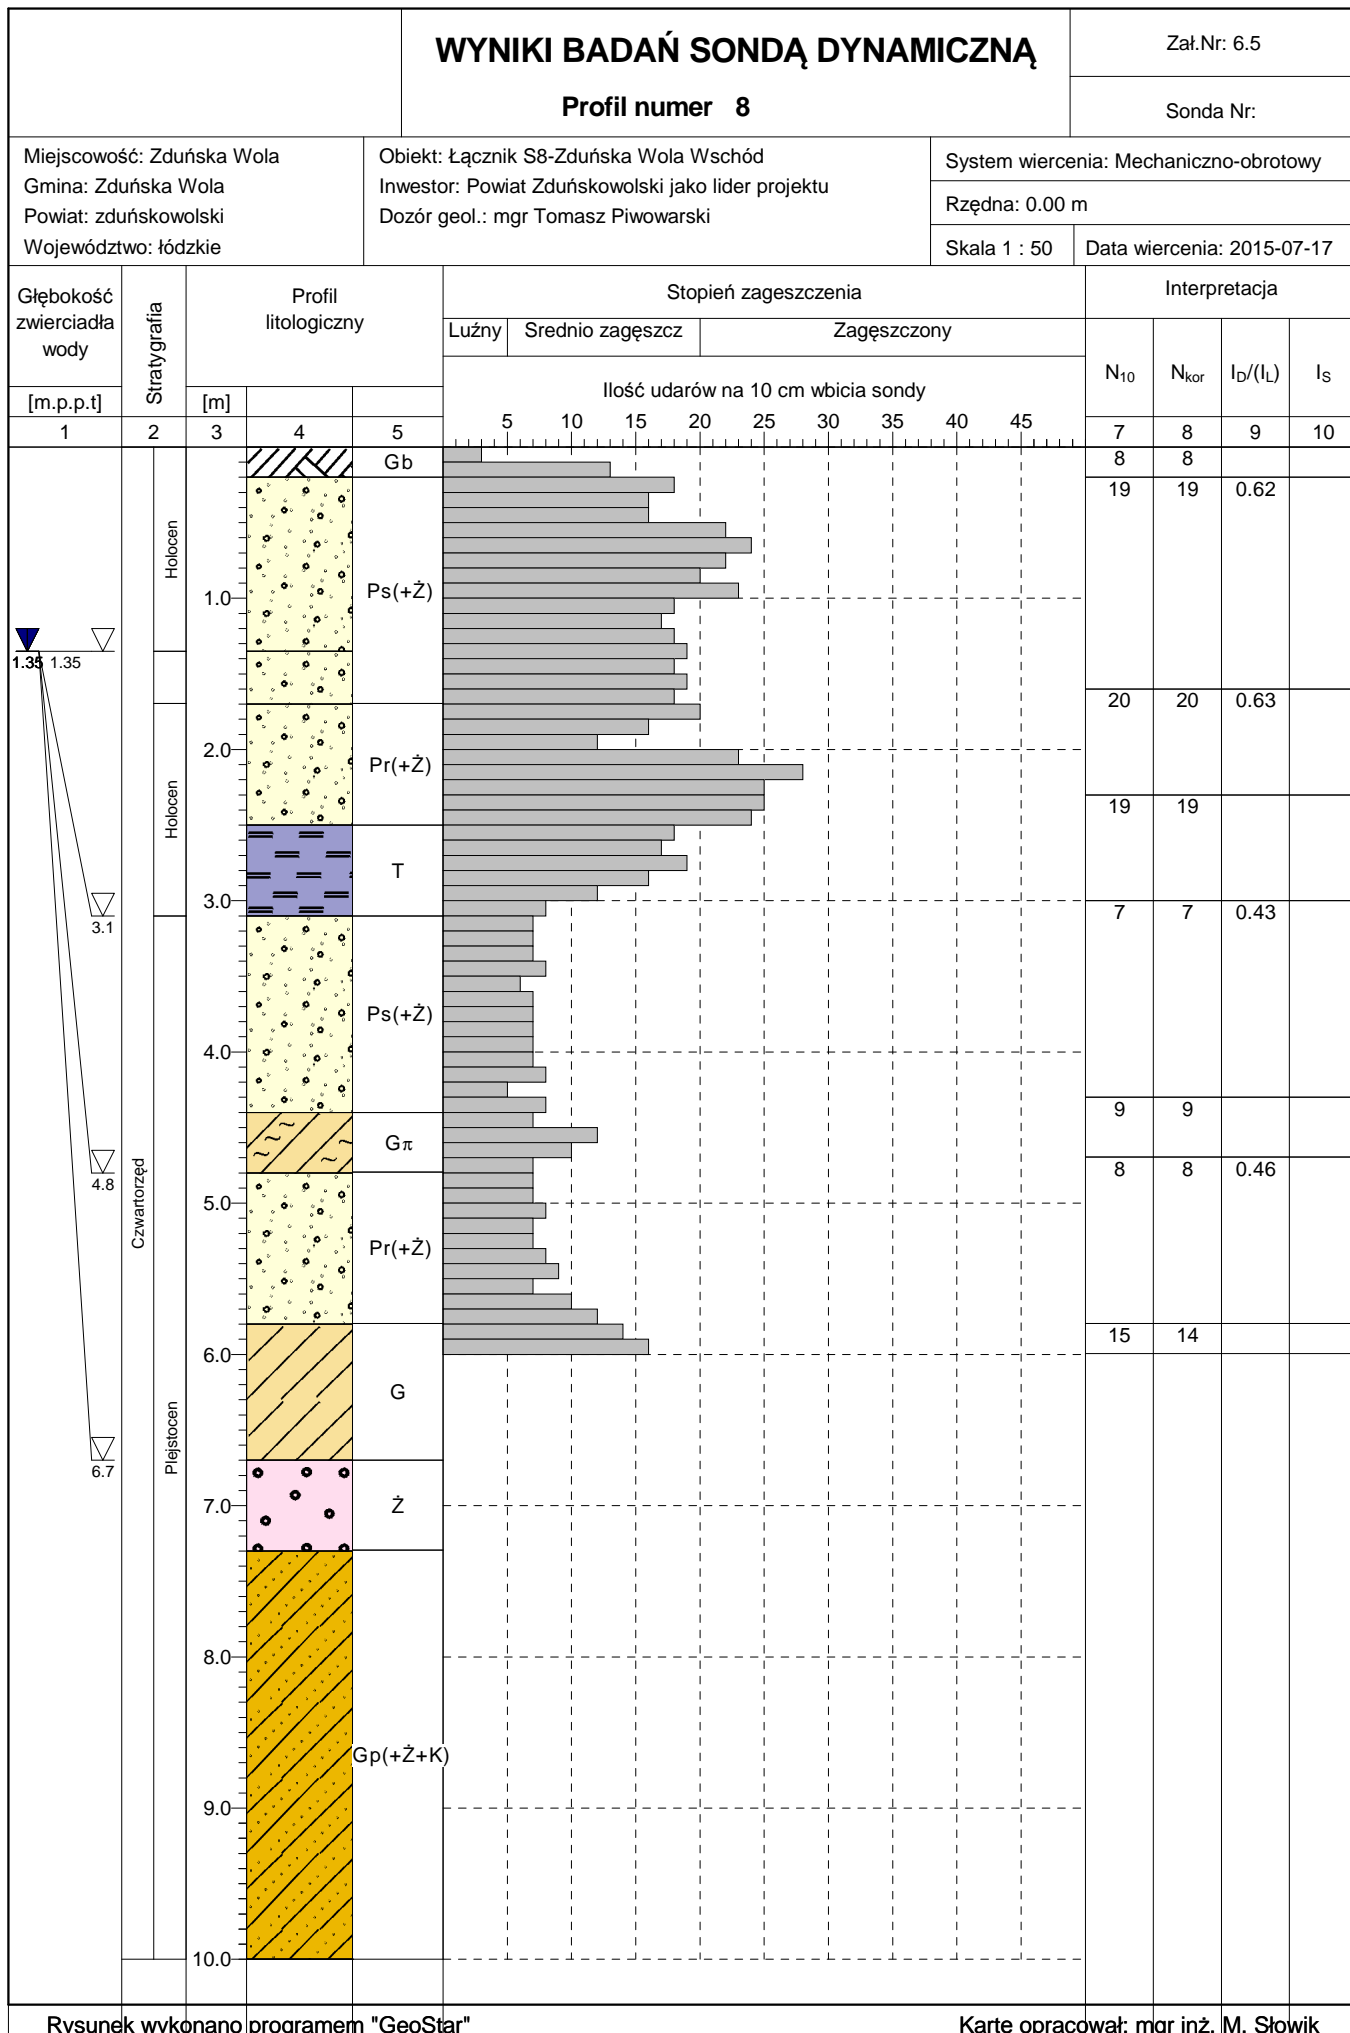 WYNIKI BADAŃ SONDĄ DYNAMICZNĄ
Profil numer 8
Zał.Nr: 6.5
Sonda Nr:
Miejscowość: Zduńska Wola
Gmina: Zduńska Wola
Powiat: zduńskowolski
Województwo: łódzkie
Obiekt: Łącznik S8-Zduńska Wola Wschód
Inwestor: Powiat Zduńskowolski jako lider projektu
Dozór geol.: mgr Tomasz Piwowarski
System wiercenia: Mechaniczno-obrotowy
Rzędna: 0.00 m
Skala 1 : 50
Data wiercenia: 2015-07-17
Głębokość
zwierciadła
wody
[m.p.p.t]
Stratygrafia
Profil
litologiczny
[m]
Stopień zageszczenia
Luźny
Srednio zagęszcz
Zagęszczony
Ilość udarów na 10 cm wbicia sondy
5 10 15 20 25 30 35 40 45
Interpretacja
N10 Nkor ID/(IL) IS
1 2 3 4 5 7 8 9 10
Gb
8 8
Holocen
Ps(+Ż)
19 19 0.62
1.0
1.35 1.35
Holocen
Pr(+Ż)
20 20 0.63
2.0
19 19
T
3.0
3.1
7 7 0.43
Ps(+Ż)
4.0
9 9
Gπ
4.8
8 8 0.46
Czwartorzęd
5.0
Pr(+Ż)
15 14
6.0
G
Plejstocen
6.7
Ż
7.0
8.0
Gp(+Ż+K)
9.0
10.0
Rysunek wykonano programem "GeoStar"
Kartę opracował: mgr inż. M. Słowik